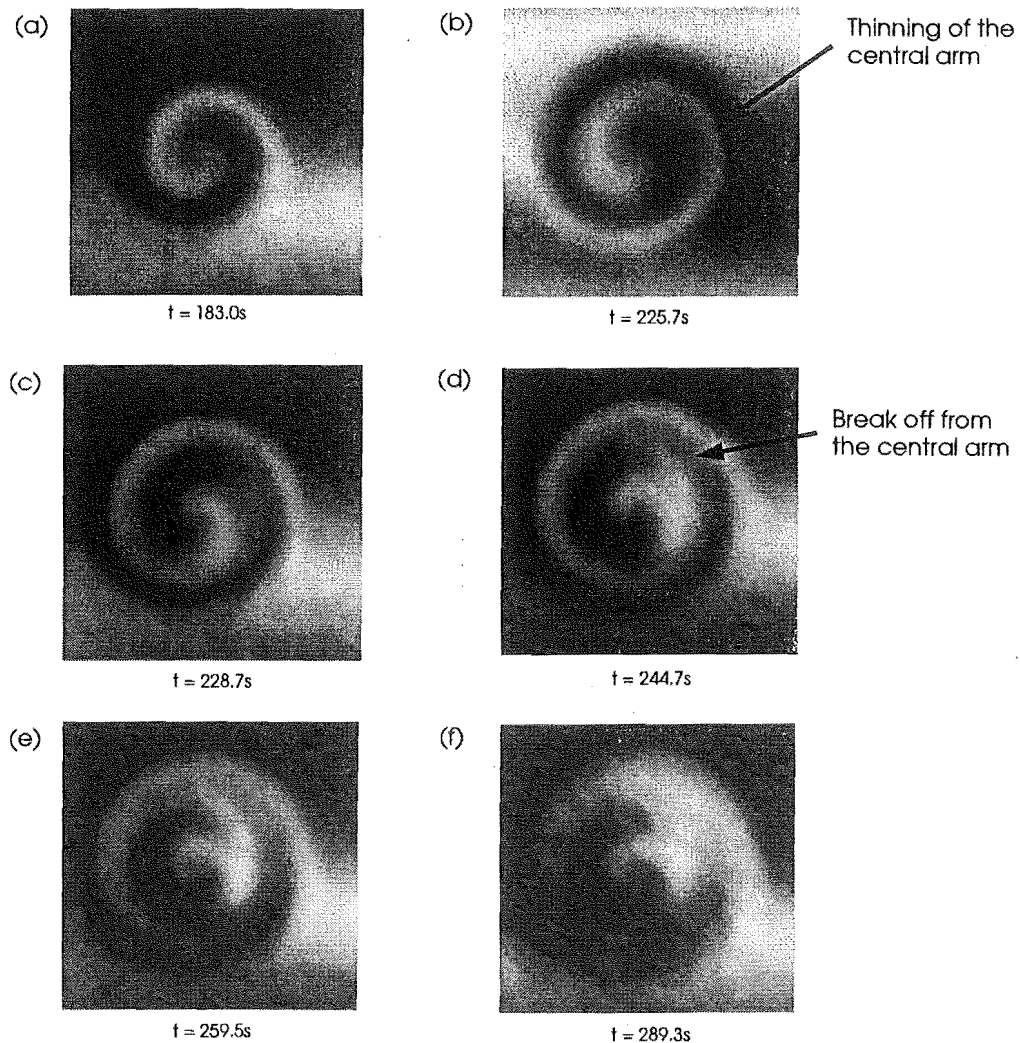 (a)
(b)
Thinning of the
central arm
t = 183.0s
t = 225.7s
(c)
(d)
Break off from
the central arm
t = 228.7s
t = 244.7s
(e)
(f)
t = 259.5s
t = 289.3s